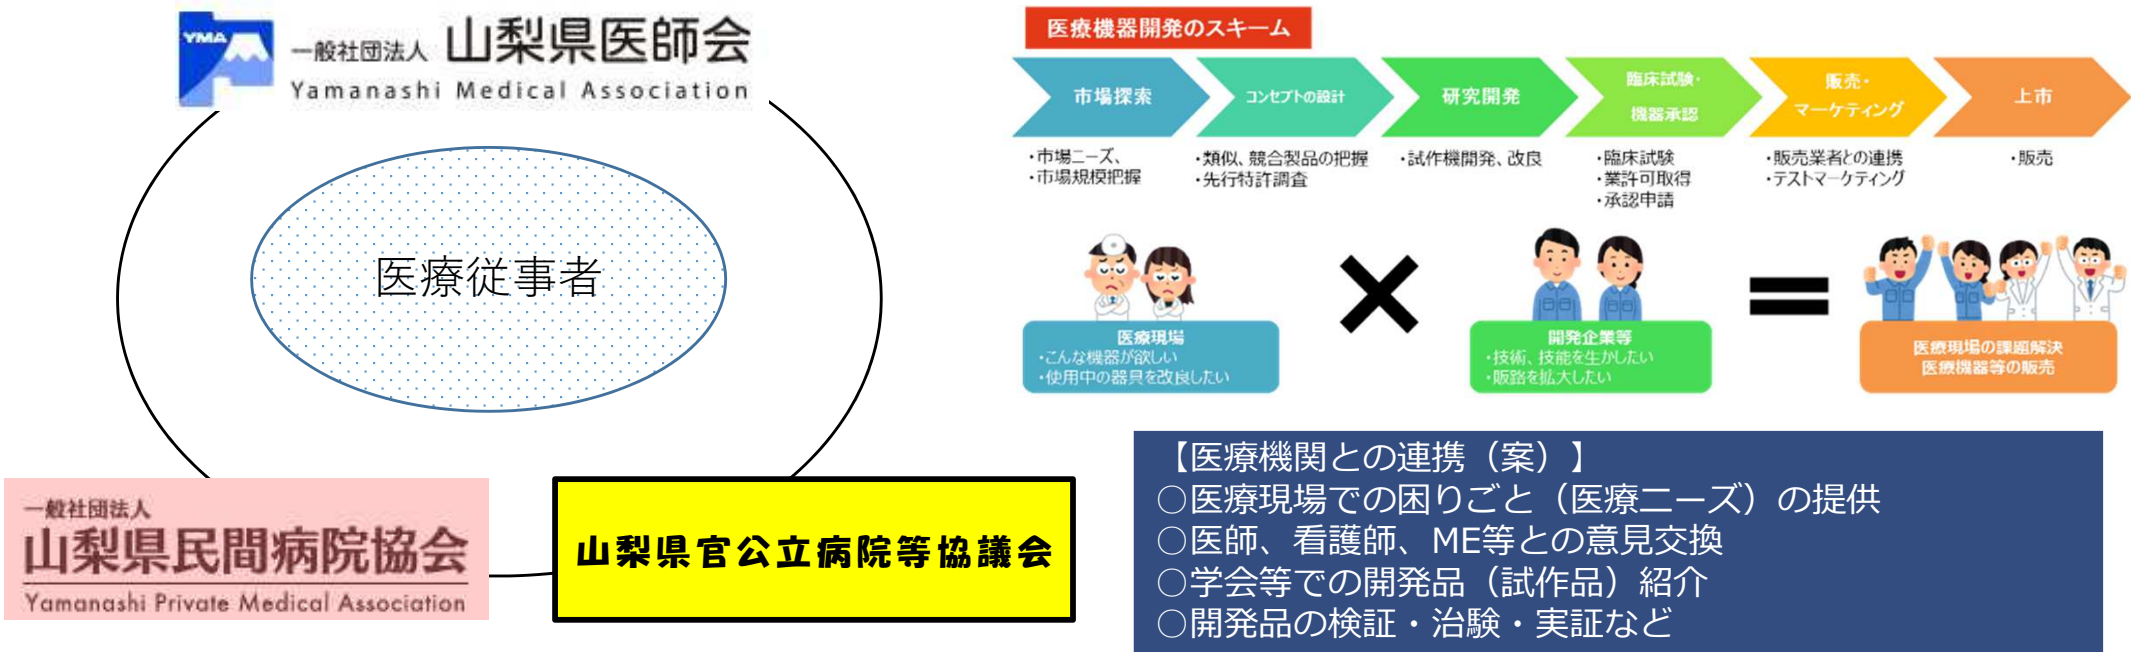 YMA
一般社団法人 山梨県医師会
Yamanashi Medical Association
医療従事者
一般社団法人
山梨県民間病院協会
Yamanashi Private Medical Association
山梨県官公立病院等協議会
医療機器開発のスキーム
市場探索
・市場ニーズ、
・市場規模把握
コンセプトの設計
・類似、競合製品の把握
・先行特許調査
研究開発
・試作機開発、改良
臨床試験・
機器承認
・臨床試験
・業許可取得
・承認申請
販売・
マーケティング
・販売業者との連携
・テストマーケティング
上市
・販売
医療現場
・こんな機器が欲しい
・使用中の器具を改良したい
×
開発企業等
・技術、技能を生かしたい
・販路を拡大したい
=
医療現場の課題解決
医療機器等の販売
【医療機関との連携（案）】
○医療現場での困りごと（医療ニーズ）の提供
○医師、看護師、ME等との意見交換
○学会等での開発品（試作品）紹介
○開発品の検証・治験・実証など